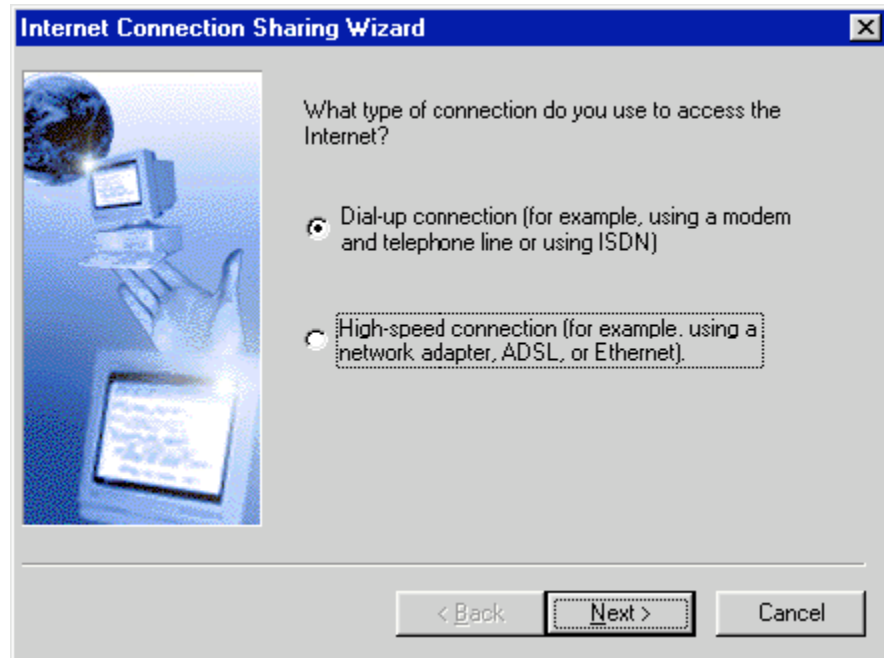 Internet Connection Sharing Wizard
What type of connection do you use to access the
Internet?
Dial-up connection (for example, using a modem
and telephone line or using ISDN)
High-speed connection (for example. using a
network adapter, ADSL, or Ethernet).
< Back
Next >
Cancel